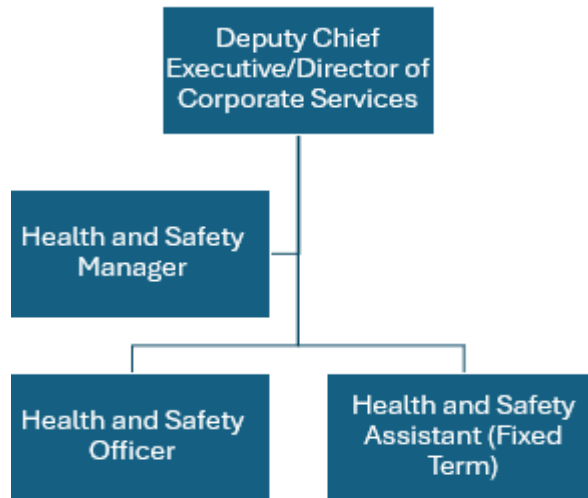 Deputy Chief
Executive/Director of
Corporate Services
Health and Safety
Manager
Health and Safety
Officer
Health and Safety
Assistant (Fixed
Term)